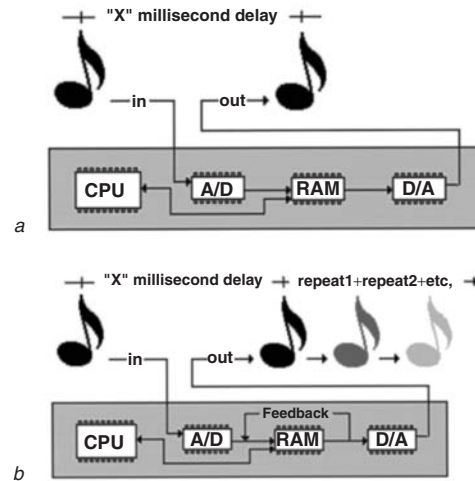 "X" millisecond delay
in
out
CPU
A/D
RAM
D/A
a
"X" millisecond delay
repeat1+repeat2+etc,
in
out
Feedback
CPU
A/D
RAM
D/A
b